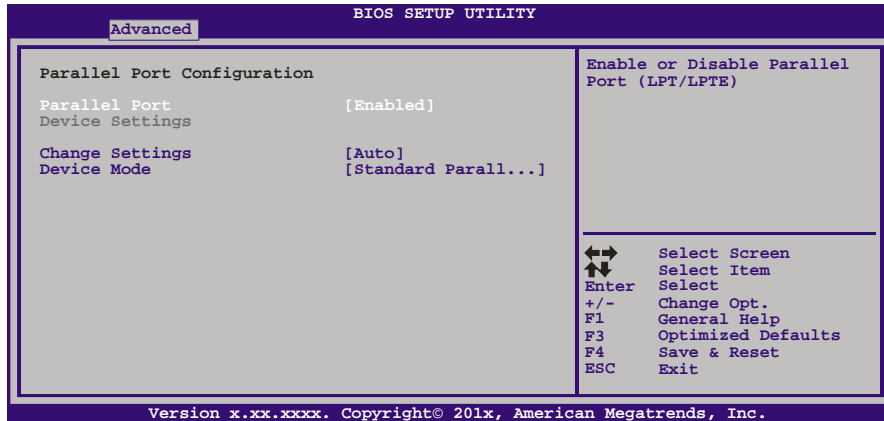 BIOS SETUP UTILITY
Advanced
Parallel Port Configuration
Parallel Port [Enabled]
Device Settings
Change Settings [Auto]
Device Mode [Standard Parall...]
Enable or Disable Parallel
Port (LPT/LPTE)
Select Screen
Select Item
Enter Select
+/- Change Opt.
F1 General Help
F3 Optimized Defaults
F4 Save & Reset
ESC Exit
Version x.xx.xxxx. Copyright© 201x, American Megatrends, Inc.